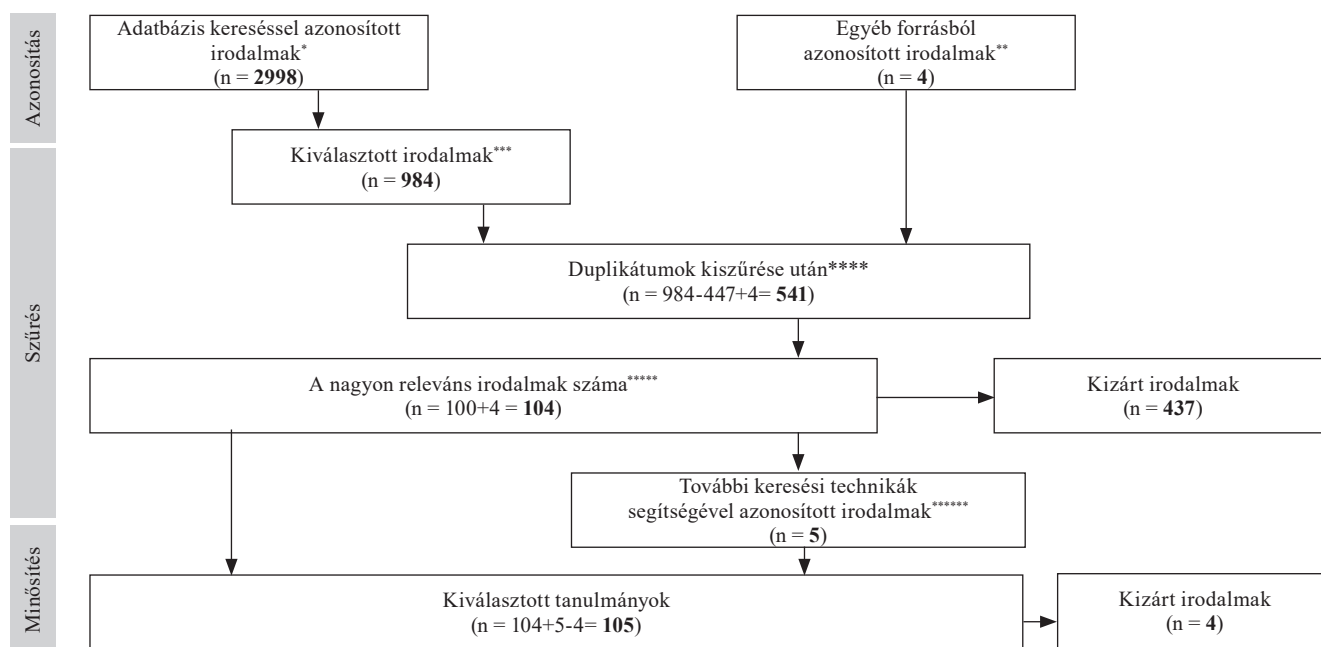 Azonosítás
Adatbázis kereséssel azonosított
irodalmak*
(n = 2998)
Egyéb forrásból
azonosított irodalmak**
(n = 4)
Szűrés
Kiválasztott irodalmak***
(n = 984)
Duplikátumok kiszűrése után****
(n = 984-447+4= 541)
A nagyon releváns irodalmak száma*****
(n = 100+4 = 104)
Kizárt irodalmak
(n = 437)
További keresési technikák
segítségével azonosított irodalmak******
(n = 5)
Minősítés
Kiválasztott tanulmányok
(n = 104+5-4= 105)
Kizárt irodalmak
(n = 4)